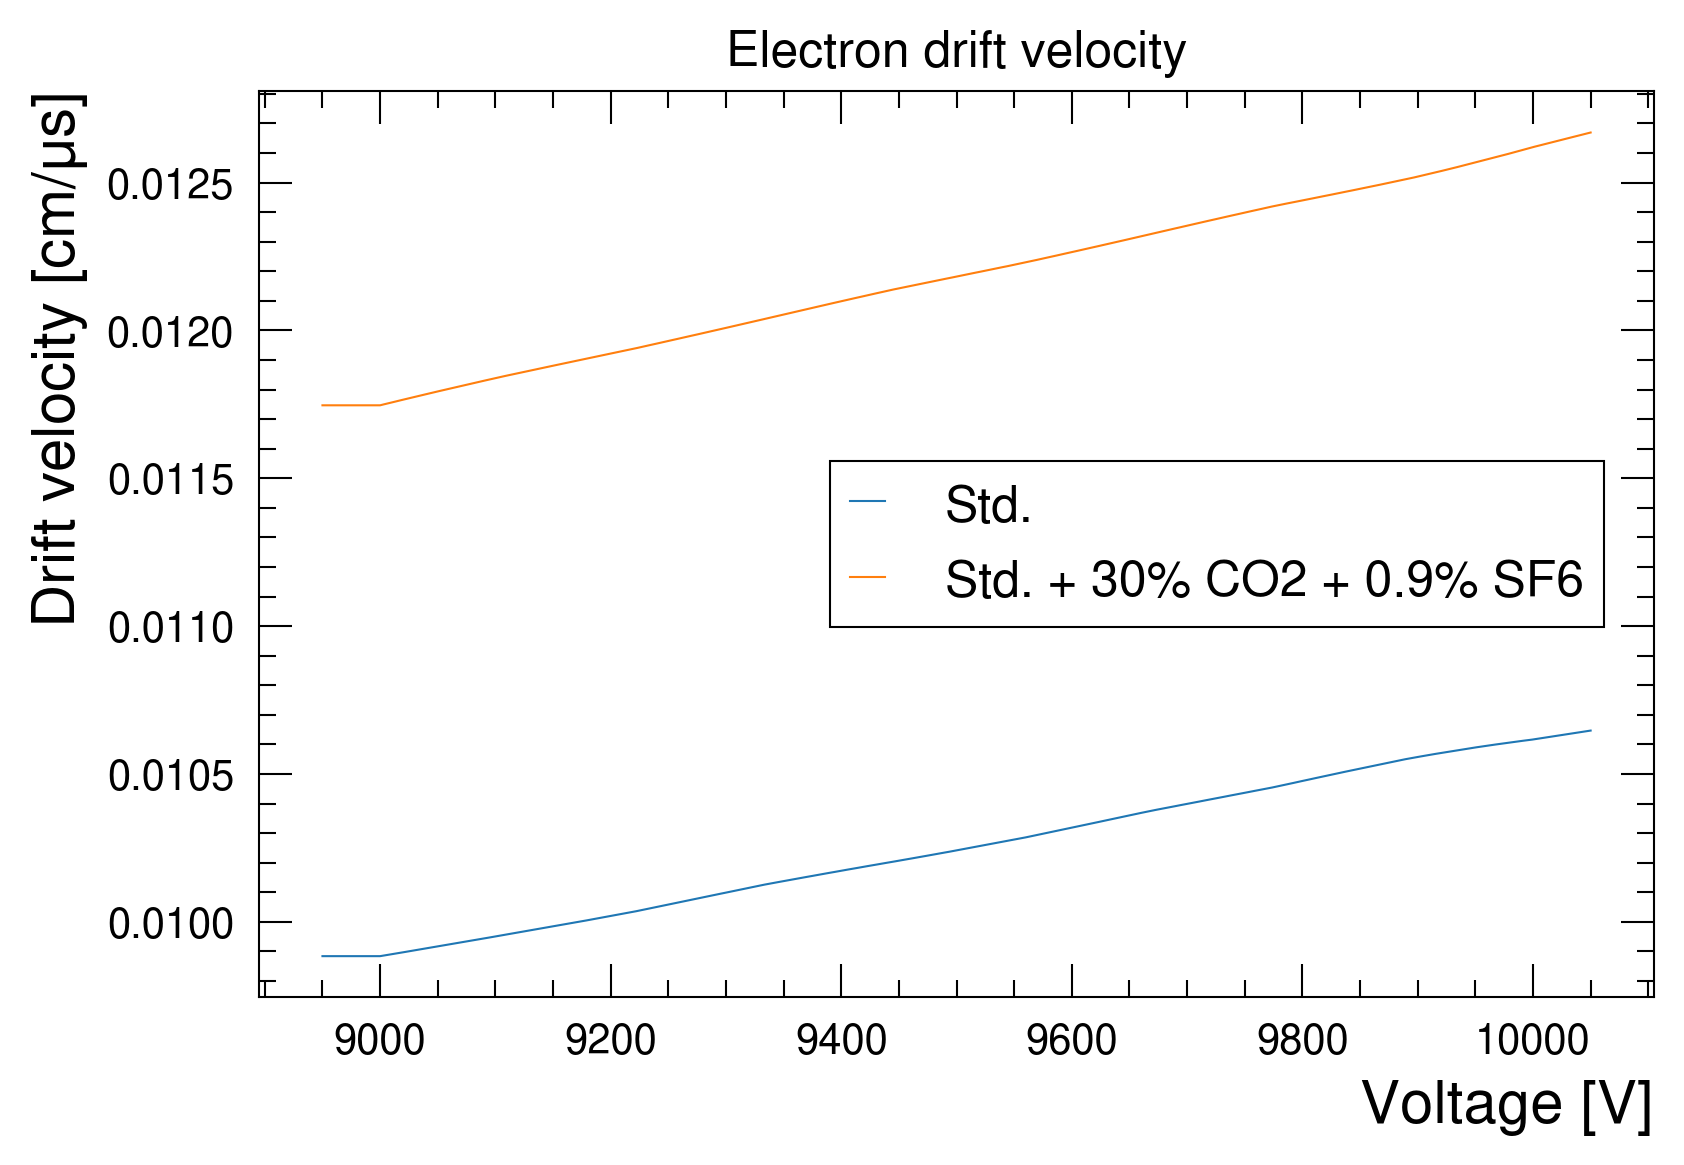 Electron drift velocity
Drift velocity [cm/µs]
0.0125
0.0120
0.0115
0.0110
0.0105
0.0100
Std.
Std. + 30% CO2 + 0.9% SF6
9000 9200 9400 9600 9800 10000
Voltage [V]